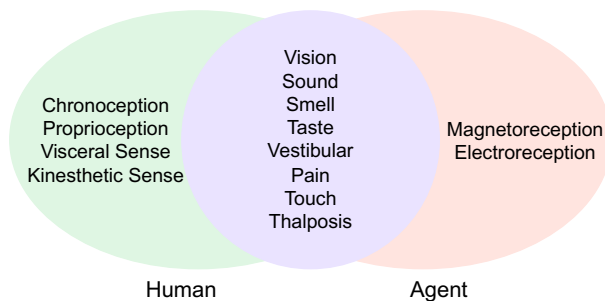 Chronoception
Proprioception
Visceral Sense
Kinesthetic Sense
Vision
Sound
Smell
Taste
Vestibular
Pain
Touch
Thalposis
Magnetoreception
Electroreception
Human
Agent